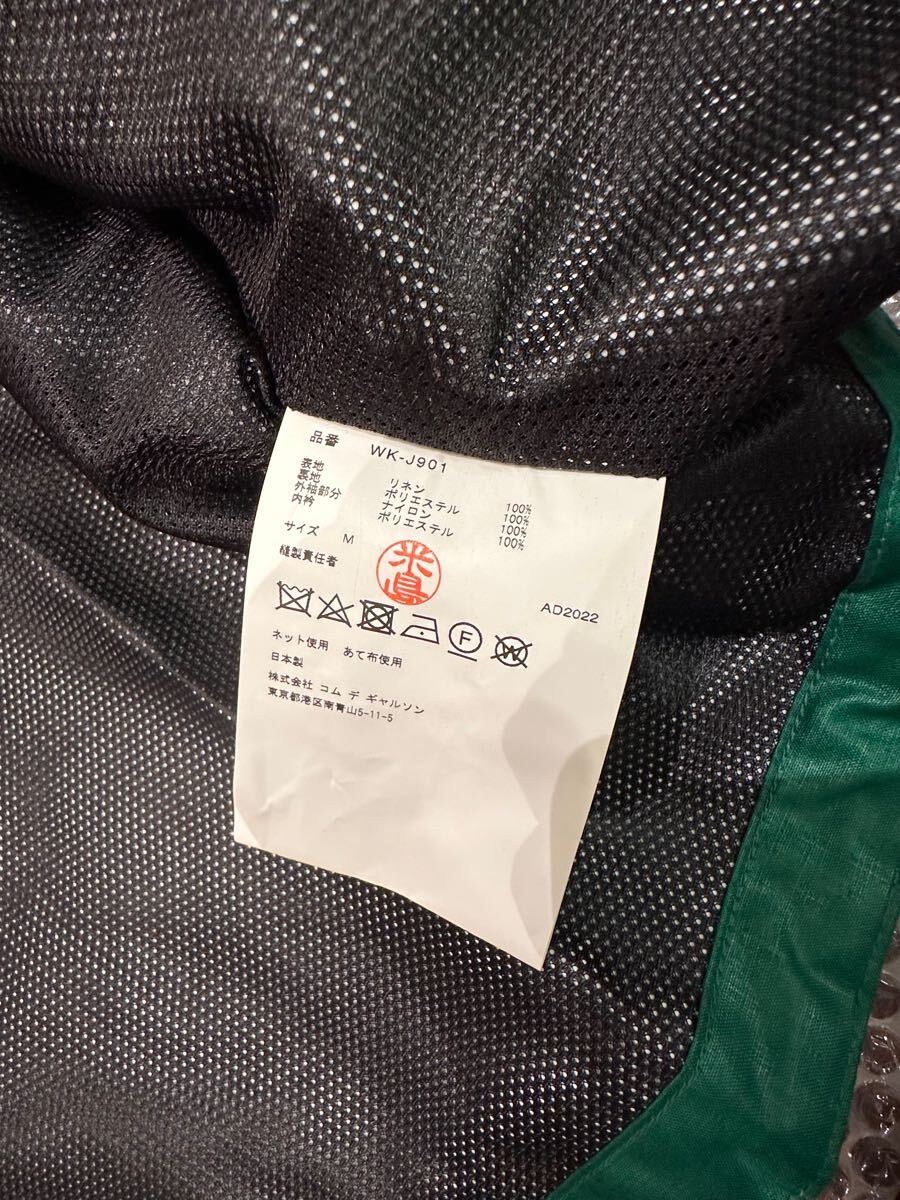 品番 WK-J901
表地 リネン 100%
裏地 ポリエステル 100%
外袖部分 ナイロン 100%
内衿 ポリエステル 100%
サイズ M
縫製責任者 米島
AD2022
F W
ネット使用 あて布使用
日本製
株式会社 コム デ ギャルソン
東京都港区南青山5-11-5